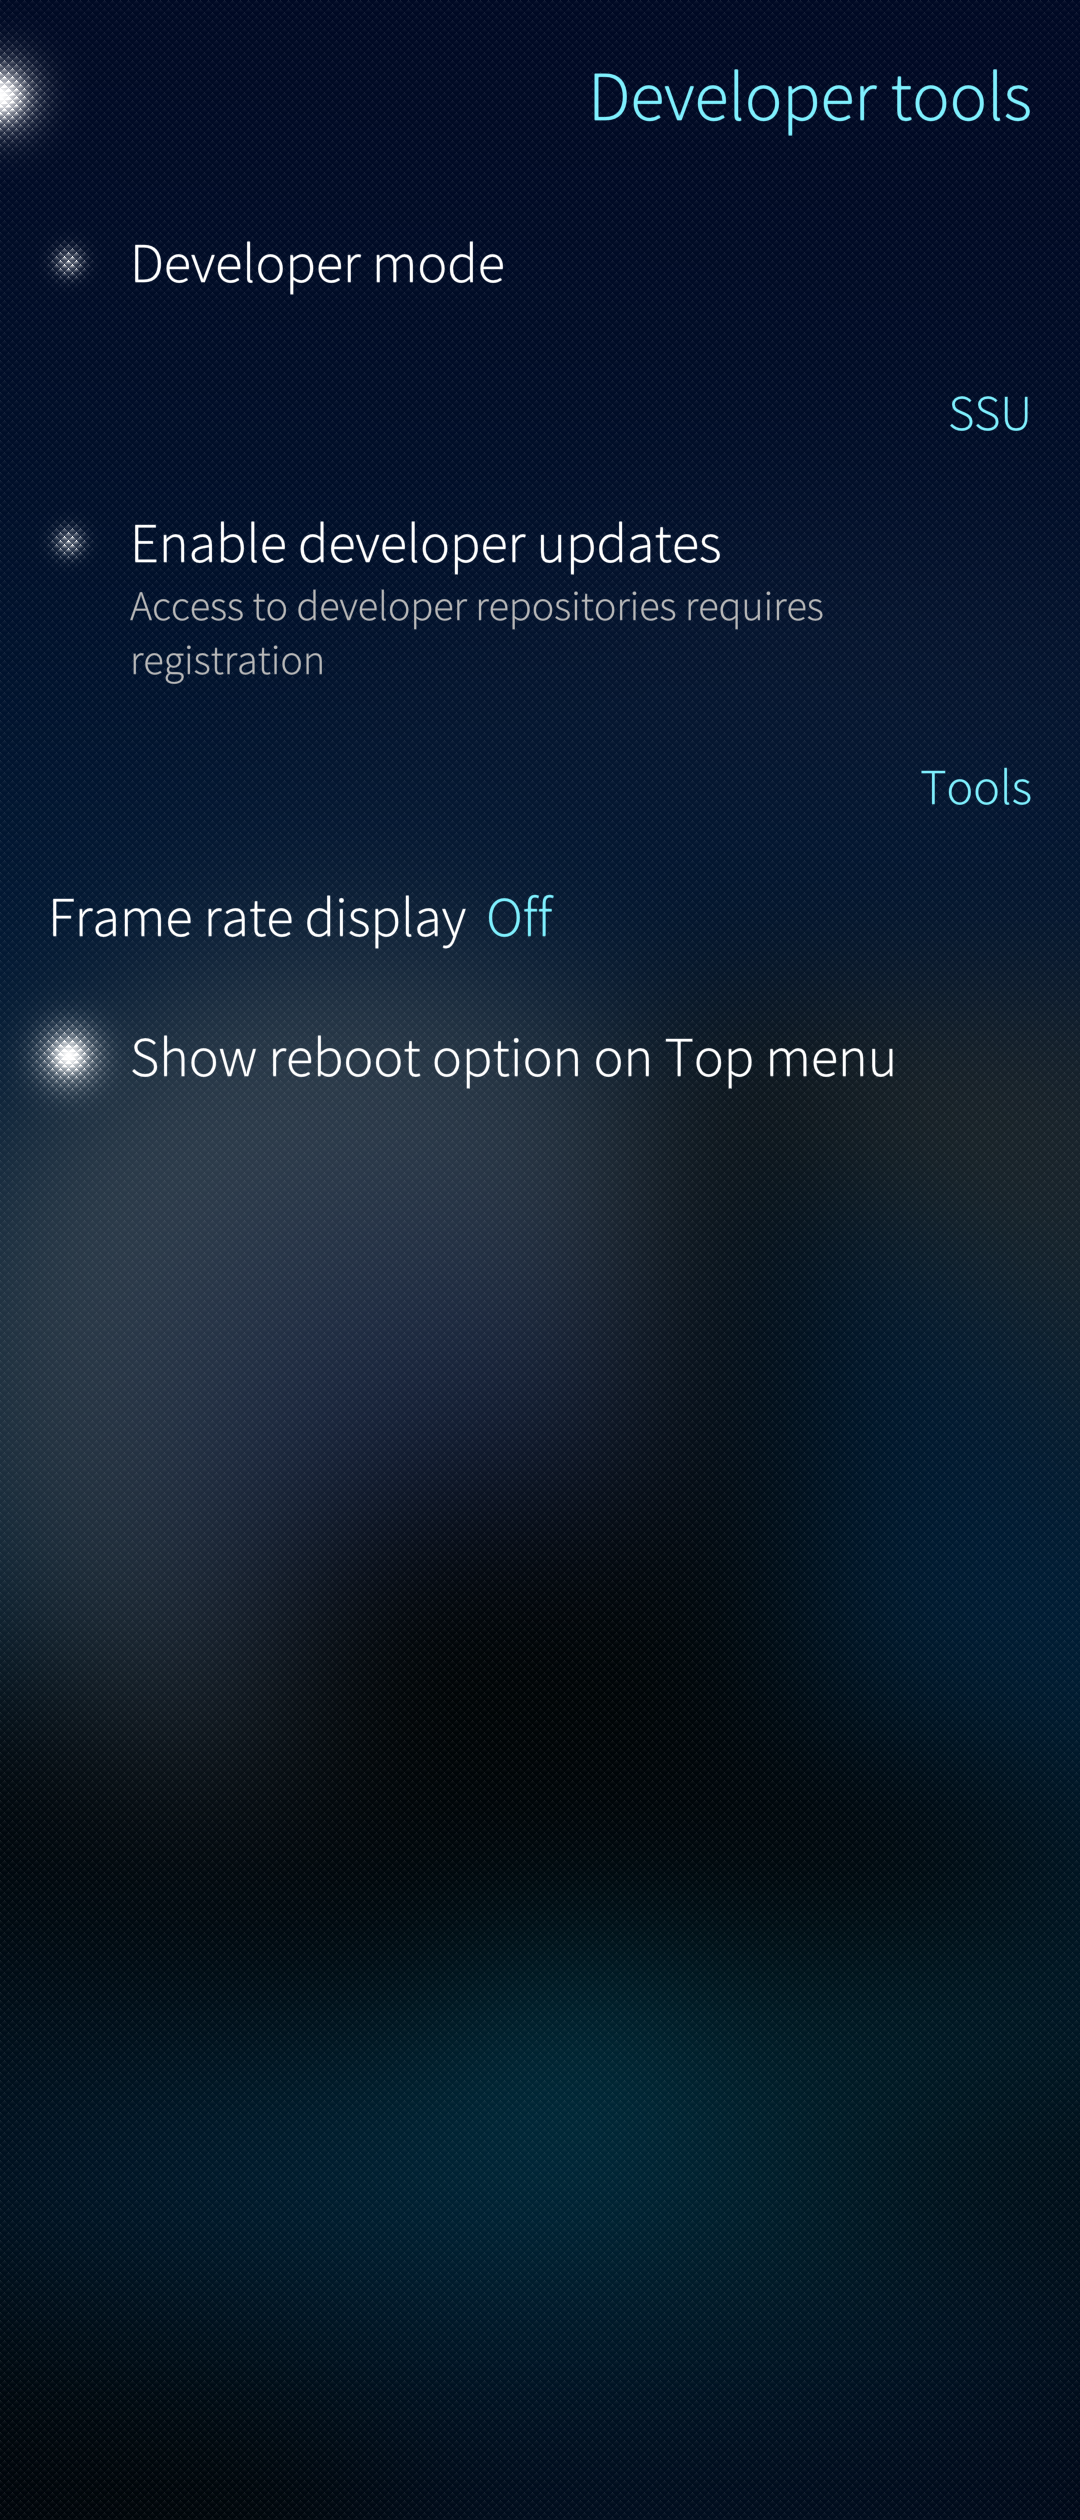 Developer tools
Developer mode
SSU
Enable developer updates
Access to developer repositories requires
registration
Tools
Frame rate display Off
Show reboot option on Top menu